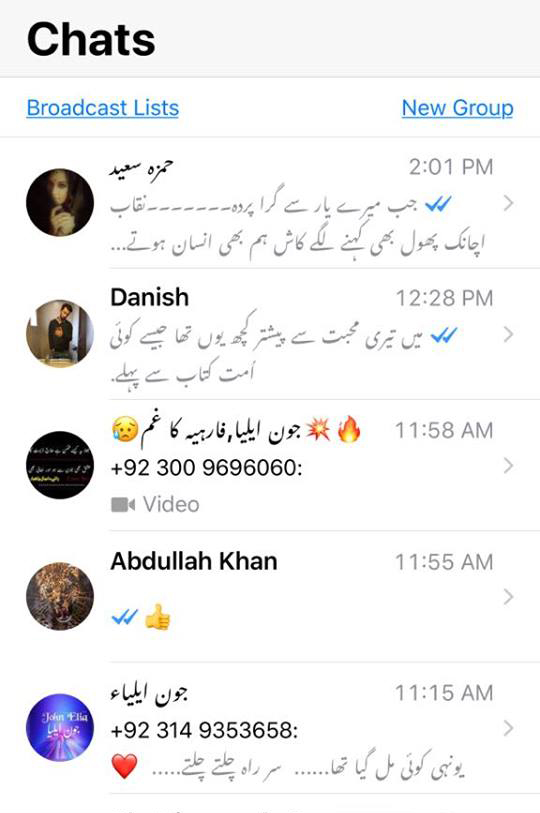 Chats
Broadcast Lists New Group
حمزہ سعید 2:01 PM
جب میرے یار سے گرا پردہ-------نقاب
اچانک پھول بھی کہنے لگے کاش ہم بھی انسان ہوتے...
Danish 12:28 PM
میں تیری محبت سے پیشتر کچھ یوں تھا جیسے کوئی
اُمت کتاب سے پہلے.
💥🔥 جون ایلیا,فارہیہ کا غم😥 11:58 AM
+92 300 9696060:
Video
Abdullah Khan 11:55 AM
👍
جون ایلیاء 11:15 AM
John Elia
جون ایلیا
+92 314 9353658:
یونہی کوئی مل گیا تھا...... سر راہ چلتے چلتے..... ❤️